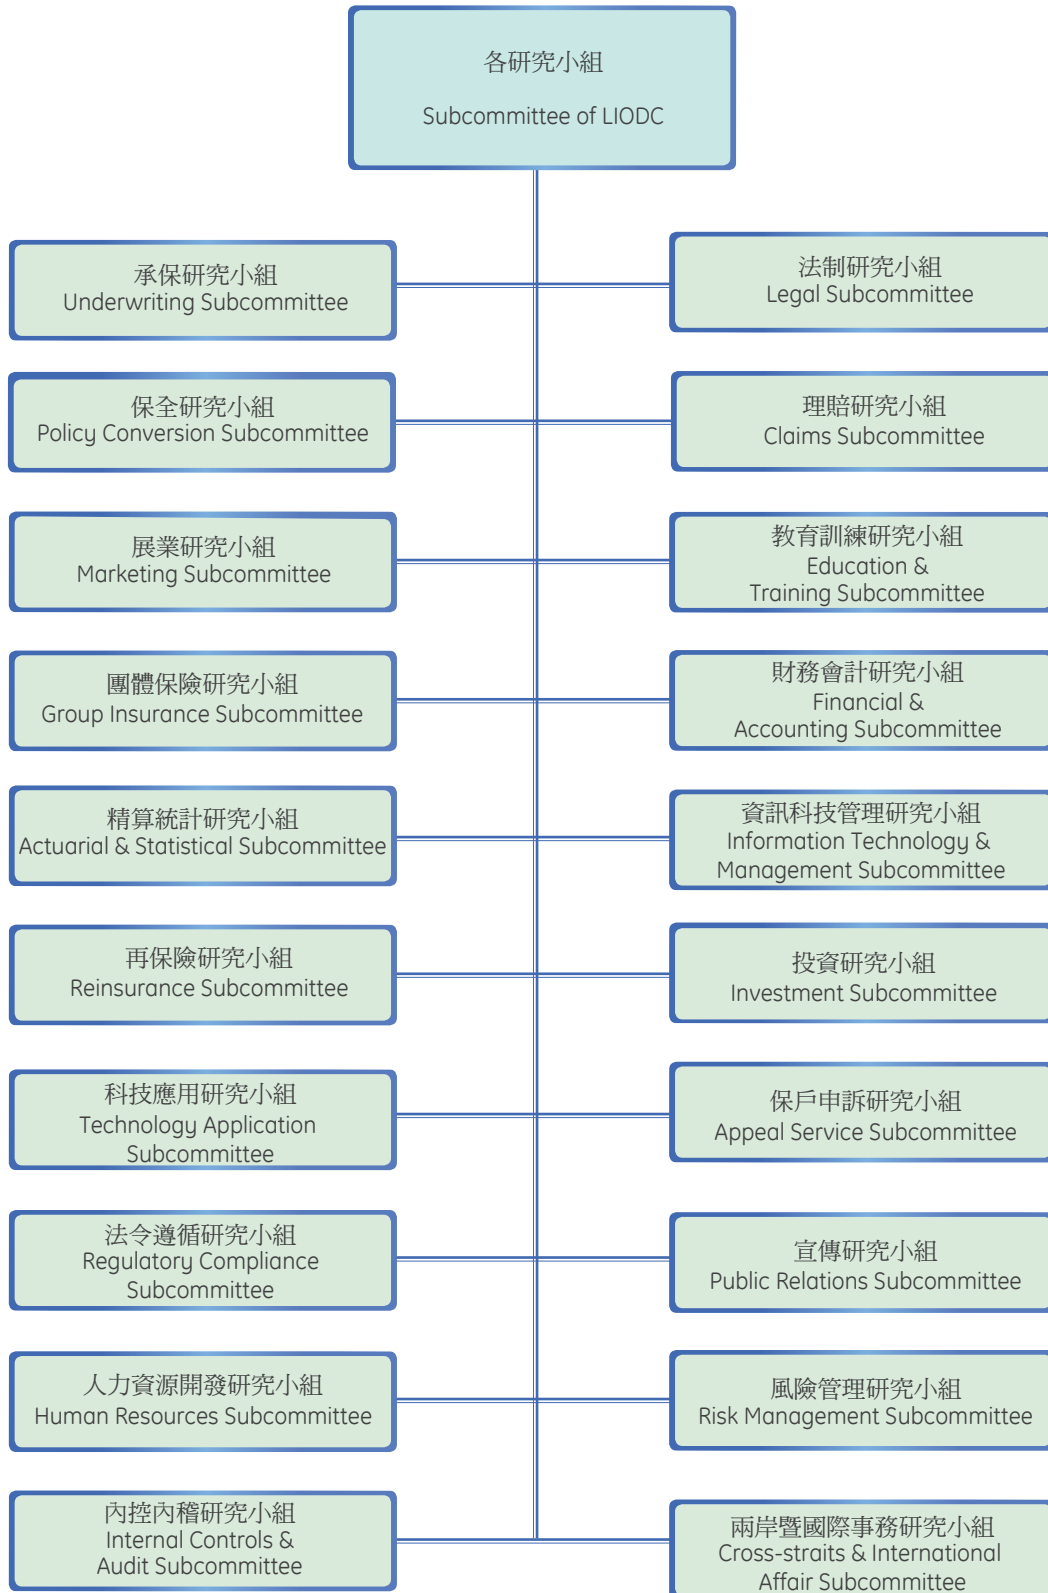 各研究小組
Subcommittee of LIODC
承保研究小組
Underwriting Subcommittee
法制研究小組
Legal Subcommittee
保全研究小組
Policy Conversion Subcommittee
理賠研究小組
Claims Subcommittee
展業研究小組
Marketing Subcommittee
教育訓練研究小組
Education &
Training Subcommittee
團體保險研究小組
Group Insurance Subcommittee
財務會計研究小組
Financial &
Accounting Subcommittee
精算統計研究小組
Actuarial & Statistical Subcommittee
資訊科技管理研究小組
Information Technology &
Management Subcommittee
再保險研究小組
Reinsurance Subcommittee
投資研究小組
Investment Subcommittee
科技應用研究小組
Technology Application
Subcommittee
保戶申訴研究小組
Appeal Service Subcommittee
法令遵循研究小組
Regulatory Compliance
Subcommittee
宣傳研究小組
Public Relations Subcommittee
人力資源開發研究小組
Human Resources Subcommittee
風險管理研究小組
Risk Management Subcommittee
內控內稽研究小組
Internal Controls &
Audit Subcommittee
兩岸暨國際事務研究小組
Cross-straits & International
Affair Subcommittee